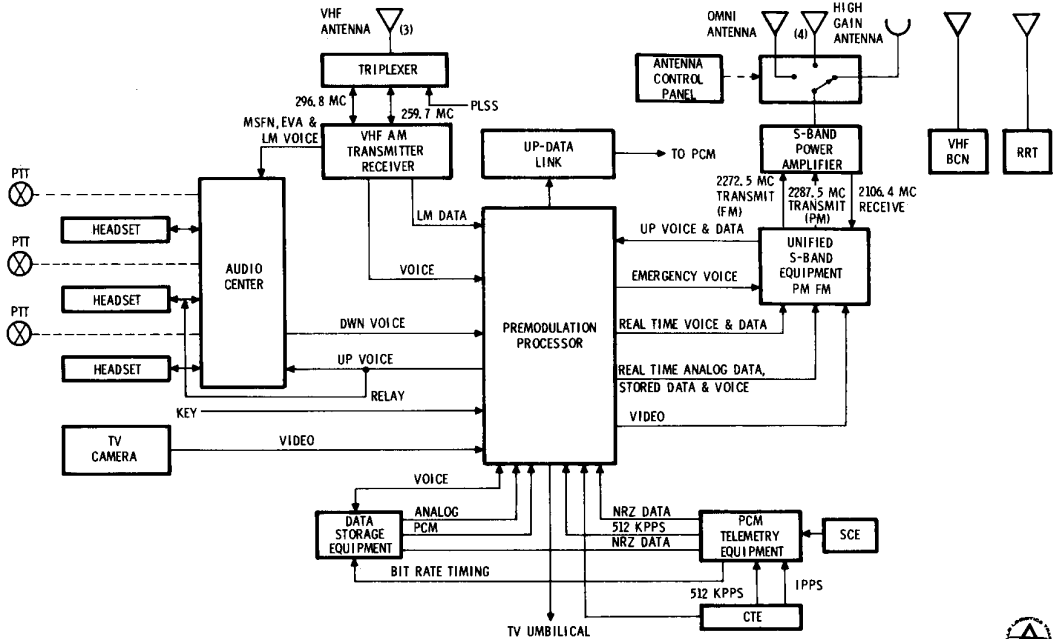 VHF
ANTENNA
(3)
TRIPLEXER
296.8 MC
259.7 MC
PLSS
MSFN, EVA &
LM VOICE
VHF AM
TRANSMITTER
RECEIVER
UP-DATA
LINK
TO PCM
OMNI
ANTENNA
(4)
HIGH
GAIN
ANTENNA
ANTENNA
CONTROL
PANEL
S-BAND
POWER
AMPLIFIER
VHF
BCN
RRT
2272.5 MC
TRANSMIT
(FM)
2287.5 MC
TRANSMIT
(PM)
2106.4 MC
RECEIVE
PTT
HEADSET
PTT
HEADSET
PTT
HEADSET
AUDIO
CENTER
LM DATA
VOICE
DWN VOICE
UP VOICE
RELAY
KEY
TV
CAMERA
VIDEO
PREMODULATION
PROCESSOR
UP VOICE & DATA
EMERGENCY VOICE
REAL TIME VOICE & DATA
REAL TIME ANALOG DATA,
STORED DATA & VOICE
VIDEO
UNIFIED
S-BAND
EQUIPMENT
PM FM
VOICE
ANALOG
PCM
DATA
STORAGE
EQUIPMENT
NRZ DATA
512 KPPS
NRZ DATA
PCM
TELEMETRY
EQUIPMENT
SCE
BIT RATE TIMING
512 KPPS
1PPS
CTE
TV UMBILICAL